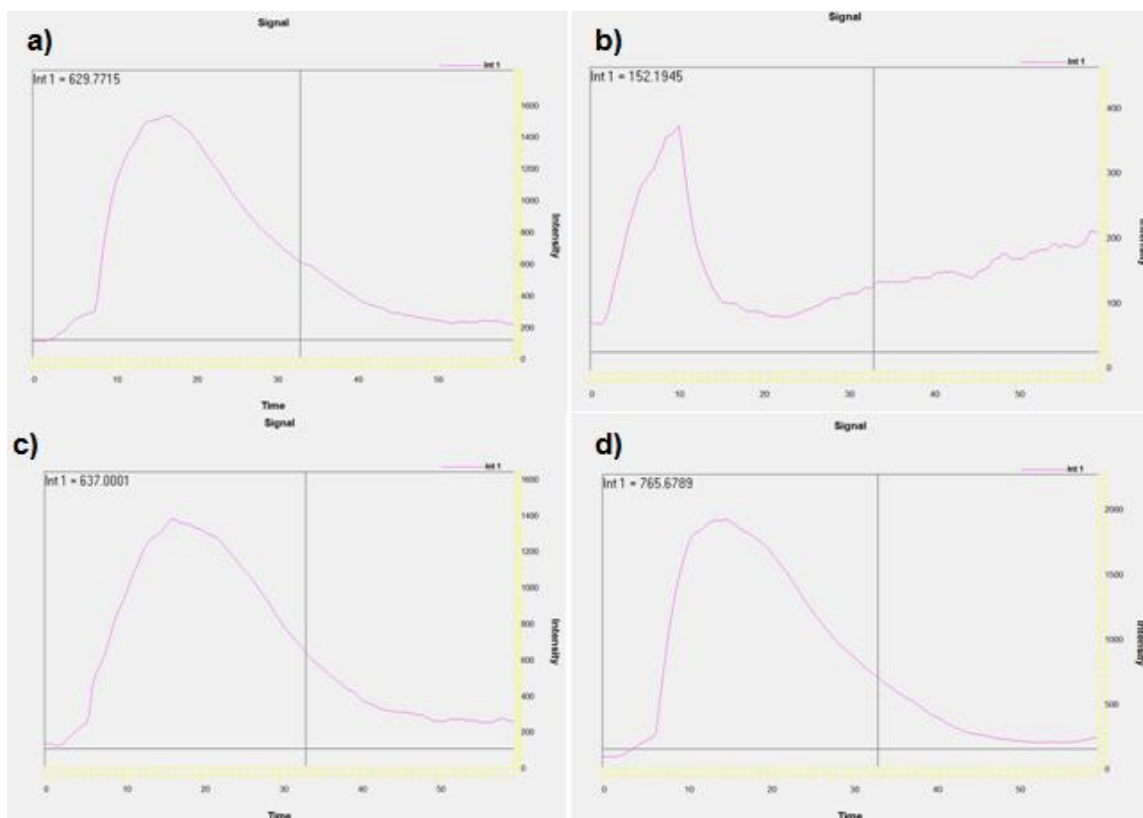 a)
Signal
Int 1
Int 1 = 629.7715
1600
1400
1200
1000
800
600
400
200
0
Intensity
0 10 20 30 40 50
Time
b)
Signal
Int 1
Int 1 = 152.1945
400
300
200
100
0
Intensity
0 10 20 30 40 50
c)
Signal
Int 1
Int 1 = 637.0001
1600
1400
1200
1000
800
600
400
200
0
Intensity
0 10 20 30 40 50
Time
d)
Signal
Int 1
Int 1 = 765.6789
2000
1500
1000
500
0
Intensity
0 10 20 30 40 50
Time